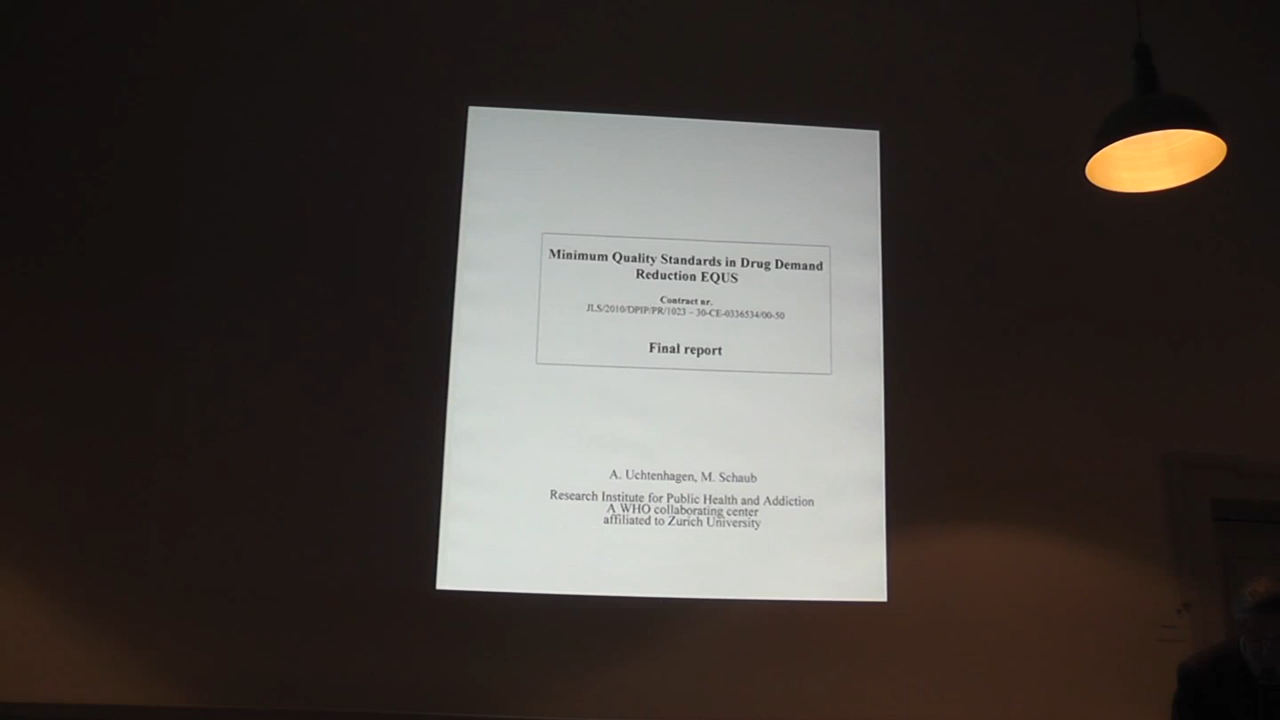 Minimum Quality Standards in Drug Demand
Reduction EQUS
Contract nr.
JLS/2010/DPIP/PR/1023 – 30-CE-0336534/00-50
Final report
A. Uchtenhagen, M. Schaub
Research Institute for Public Health and Addiction
A WHO collaborating center
affiliated to Zurich University